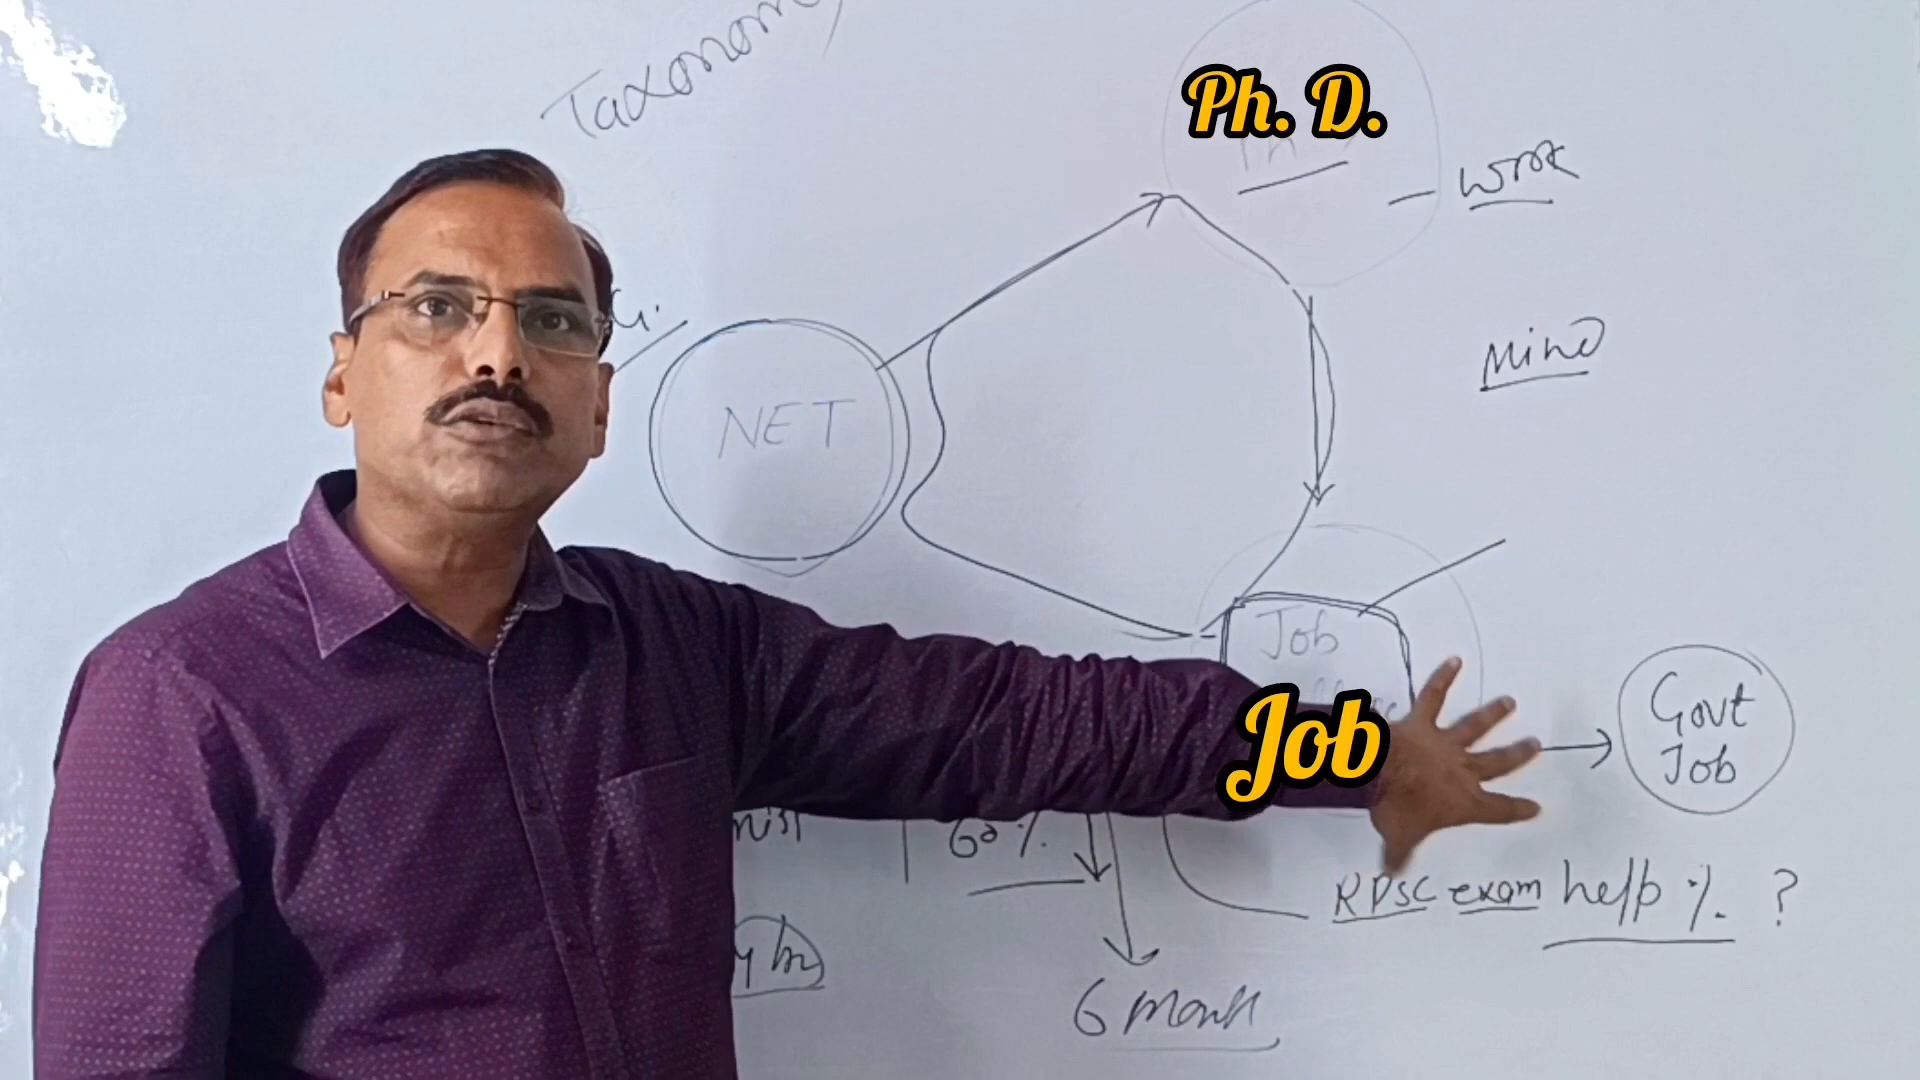 Taxonomy
Ph. D.
work
Mind
G.
NET
Job
Job
Govt
Job
60 %.
RPSC exam help %. ?
6 Month